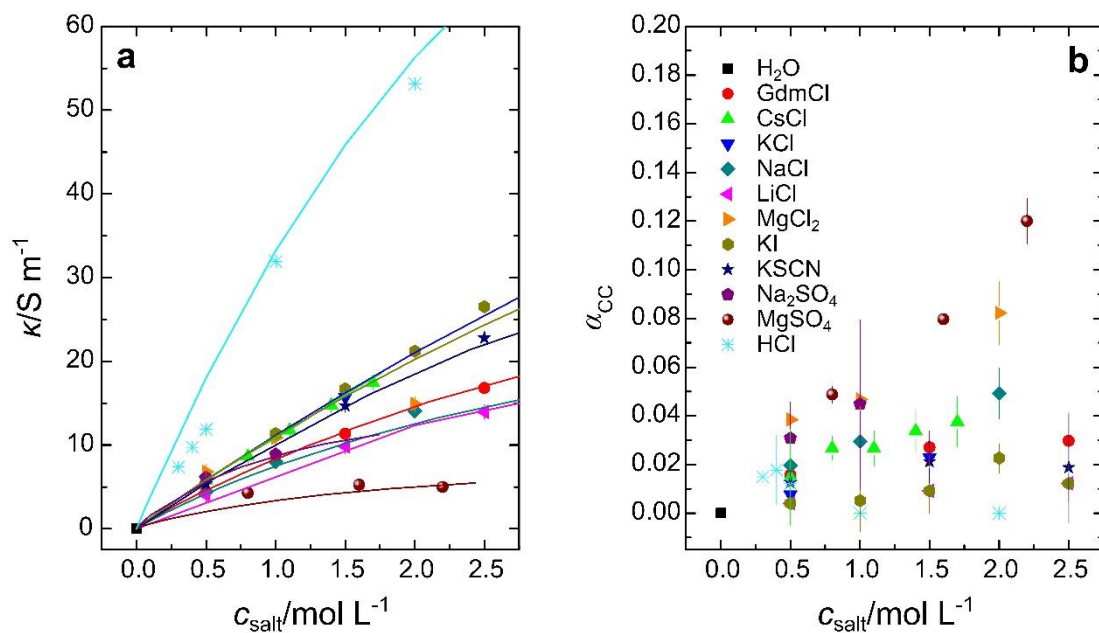 a
κ/S m⁻¹
60
50
40
30
20
10
0
0.0 0.5 1.0 1.5 2.0 2.5
c_salt/mol L⁻¹
b
α_CC
0.20
0.18
0.16
0.14
0.12
0.10
0.08
0.06
0.04
0.02
0.00
H₂O
GdmCl
CsCl
KCl
NaCl
LiCl
MgCl₂
KI
KSCN
Na₂SO₄
MgSO₄
HCl
0.0 0.5 1.0 1.5 2.0 2.5
c_salt/mol L⁻¹